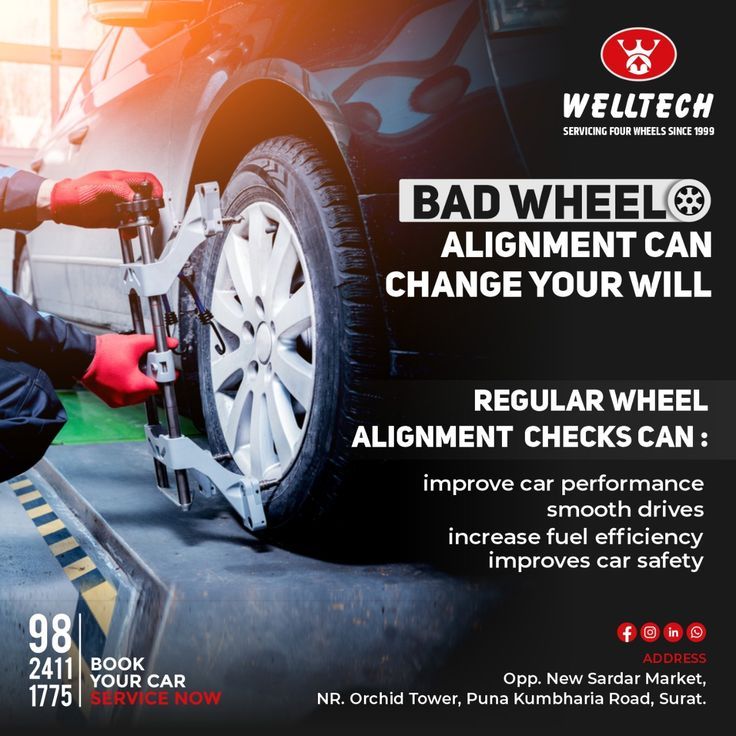 WELLTECH
SERVICING FOUR WHEELS SINCE 1999
BAD WHEEL
ALIGNMENT CAN
CHANGE YOUR WILL
REGULAR WHEEL
ALIGNMENT CHECKS CAN :
improve car performance
smooth drives
increase fuel efficiency
improves car safety
98
2411
1775
BOOK
YOUR CAR
SERVICE NOW
ADDRESS
Opp. New Sardar Market,
NR. Orchid Tower, Puna Kumbharia Road, Surat.